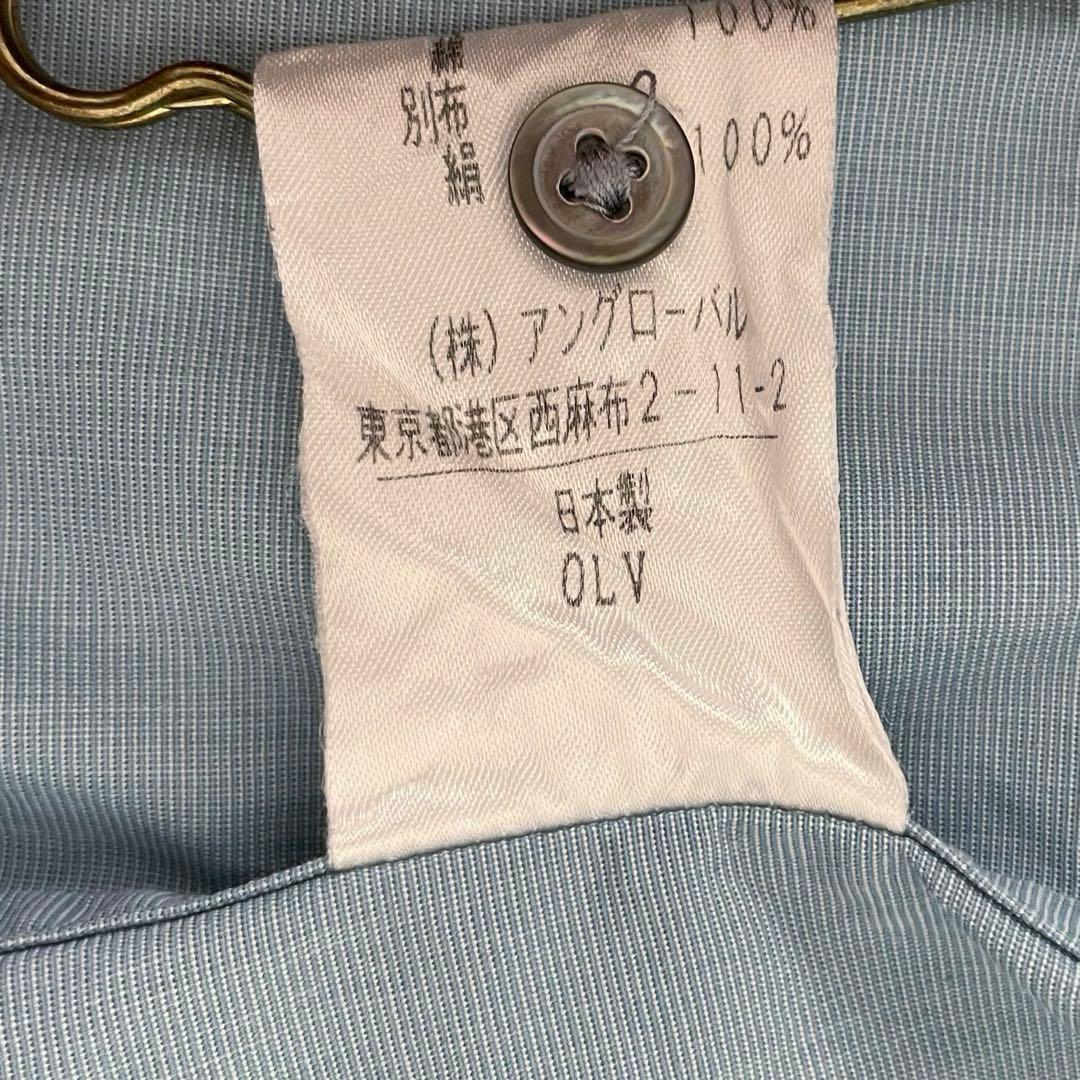 100%
別布
絹 100%
(株)アングローバル
東京都港区西麻布2-11-2
日本製
OLV